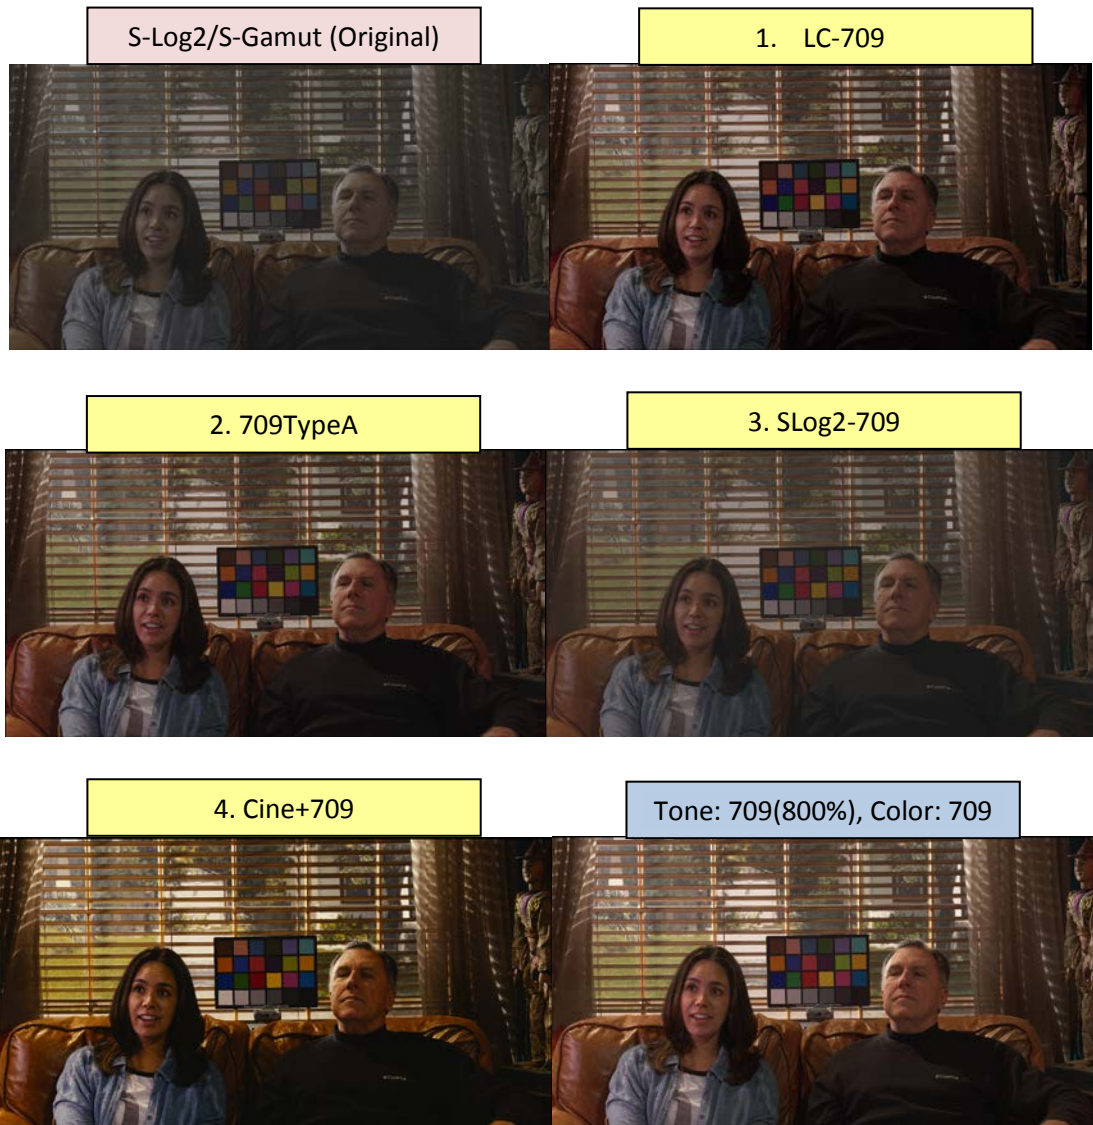 S-Log2/S-Gamut (Original)
1. LC-709
2. 709TypeA
3. SLog2-709
4. Cine+709
Tone: 709(800%), Color: 709